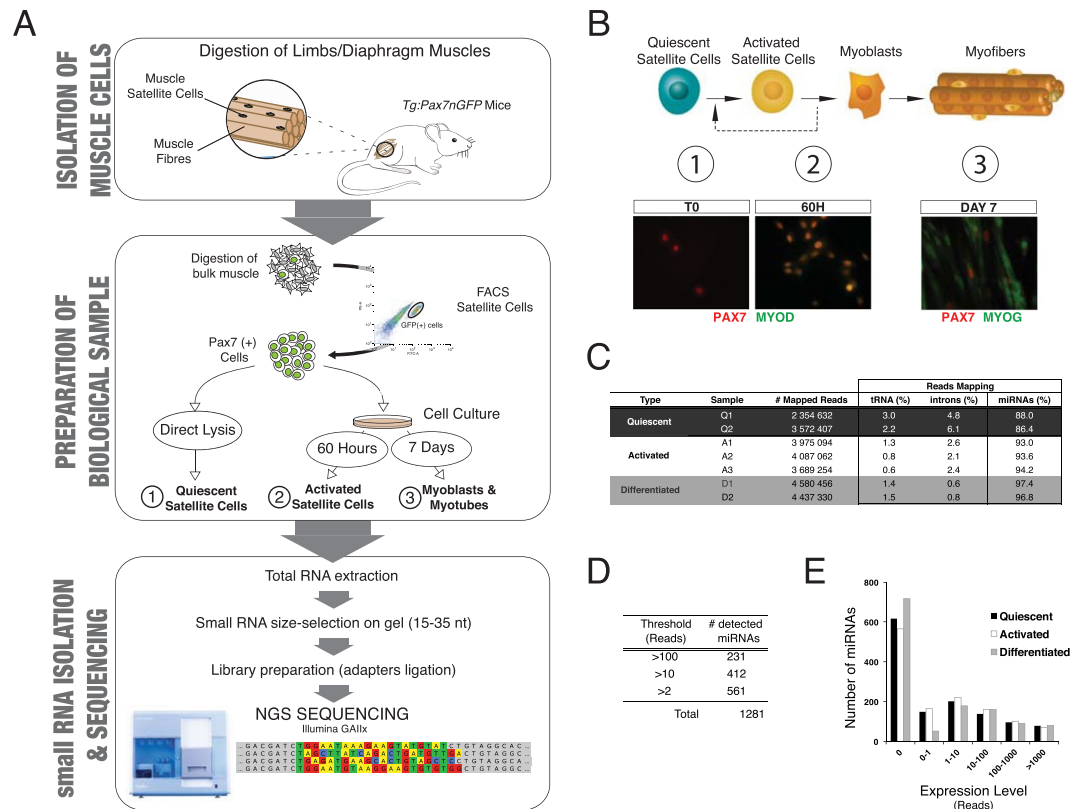 A
ISOLATION OF
MUSCLE CELLS
Digestion of Limbs/Diaphragm Muscles
Muscle
Satellite Cells
Tg:Pax7nGFP Mice
Muscle
Fibres
PREPARATION OF
BIOLOGICAL SAMPLE
Digestion of
bulk muscle
FACS
Satellite Cells
GFP(+) cells
FITC-A
Pax7 (+)
Cells
Cell Culture
Direct Lysis
60 Hours
7 Days
1 Quiescent
Satellite Cells
2 Activated
Satellite Cells
3 Myoblasts &
Myotubes
small RNA ISOLATION
& SEQUENCING
Total RNA extraction
Small RNA size-selection on gel (15-35 nt)
Library preparation (adapters ligation)
NGS SEQUENCING
Illumina GAIIx
... GACGATCTGGAATAAAGAAGTATGTATCTGTAGGCAC ...
... GACGATCTAGCTTATCAGACTGATGTTGACTGTAGGC ...
... GACGATCTGAGATGAAGCACTGTAGCTCCTGTAGGCA ...
... GACGATCTGGAATGTAAGGAAGTGTGTGGCTGTAGGC ...
B
Quiescent
Satellite Cells
Activated
Satellite Cells
Myoblasts
Myofibers
1
2
3
T0
60H
DAY 7
PAX7 MYOD
PAX7 MYOG
C
Reads Mapping
Type Sample # Mapped Reads tRNA (%) introns (%) miRNAs (%)
Quiescent Q1 2 354 632 3.0 4.8 88.0
Q2 3 572 407 2.2 6.1 86.4
Activated A1 3 975 094 1.3 2.6 93.0
A2 4 087 062 0.8 2.1 93.6
A3 3 689 254 0.6 2.4 94.2
Differentiated D1 4 580 456 1.4 0.6 97.4
D2 4 437 330 1.5 0.8 96.8
D
Threshold
(Reads)
# detected
miRNAs
>100 231
>10 412
>2 561
Total 1281
E
Number of miRNAs
800
600
400
200
0
Quiescent
Activated
Differentiated
0
0-1
1-10
10-100
100-1000
>1000
Expression Level
(Reads)